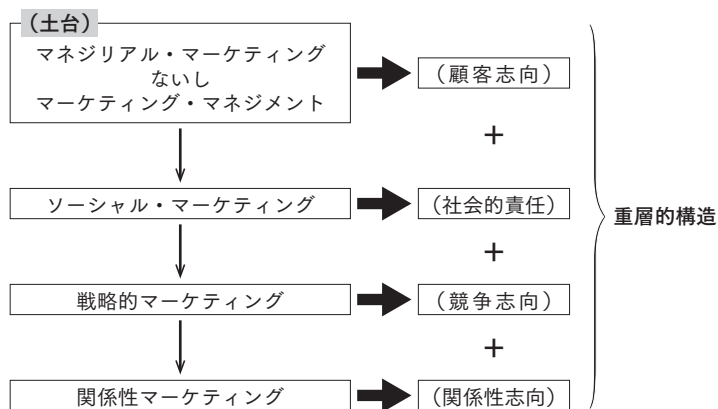 （土台）
マネジリアル・マーケティング
ないし
マーケティング・マネジメント
（顧客志向）
+
ソーシャル・マーケティング
（社会的責任）
+
戦略的マーケティング
（競争志向）
+
関係性マーケティング
（関係性志向）
重層的構造